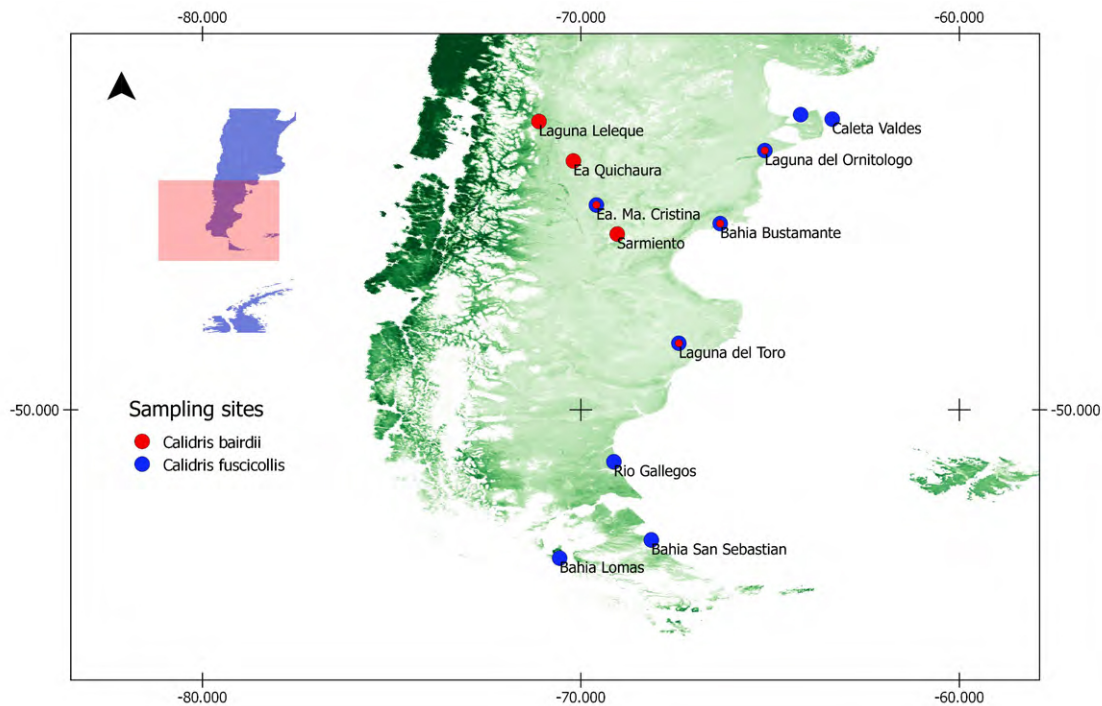 -80.000
-70.000
-60.000
Laguna Leleque
Caleta Valdes
Laguna del Ornitologo
Ea Quichaura
Ea. Ma. Cristina
Bahia Bustamante
Sarmiento
Laguna del Toro
-50.000
-50.000
Sampling sites
Calidris bairdii
Calidris fuscicollis
Rio Gallegos
Bahia San Sebastian
Bahia Lomas
-80.000
-70.000
-60.000